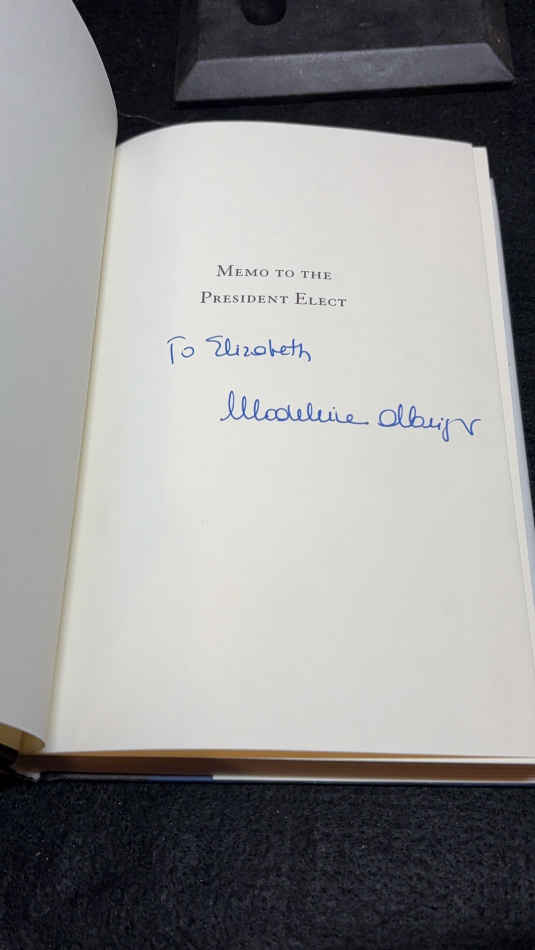 MEMO TO THE
PRESIDENT ELECT
To Elizabeth
Madeleine Albright